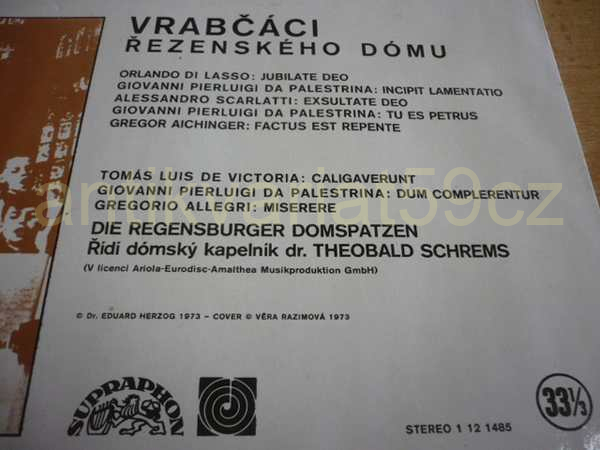 VRABČÁCI
ŘEZENSKÉHO DÓMU
ORLANDO DI LASSO: JUBILATE DEO
GIOVANNI PIERLUIGI DA PALESTRINA: INCIPIT LAMENTATIO
ALESSANDRO SCARLATTI: EXSULTATE DEO
GIOVANNI PIERLUIGI DA PALESTRINA: TU ES PETRUS
GREGOR AICHINGER: FACTUS EST REPENTE
TOMÁS LUIS DE VICTORIA: CALIGAVERUNT
GIOVANNI PIERLUIGI DA PALESTRINA: DUM COMPLERENTUR
GREGORIO ALLEGRI: MISERERE
antikvariat59cz
DIE REGENSBURGER DOMSPATZEN
Řídí dómský kapelník dr. THEOBALD SCHREMS
(V licenci Ariola-Eurodisc-Amalthea Musikproduktion GmbH)
© Dr. EDUARD HERZOG 1973 – COVER © VĚRA RAZIMOVÁ 1973
SUPRAPHON
33 1/3
STEREO 1 12 1485